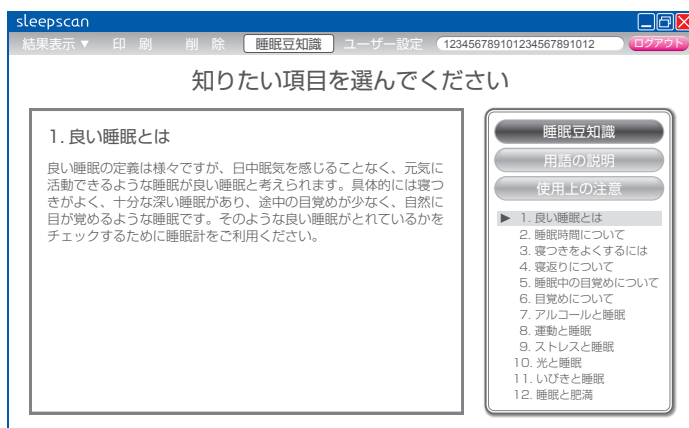 sleepscan
結果表示▼ 印 刷 削 除 睡眠豆知識 ユーザー設定 123456789101234567891012 ログアウト
知りたい項目を選んでください
1. 良い睡眠とは
良い睡眠の定義は様々ですが、日中眠気を感じることなく、元気に
活動できるような睡眠が良い睡眠と考えられます。具体的には寝つ
きがよく、十分な深い睡眠があり、途中の目覚めが少なく、自然に
目が覚めるような睡眠です。そのような良い睡眠がとれているかを
チェックするために睡眠計をご利用ください。
睡眠豆知識
用語の説明
使用上の注意
▶ 1. 良い睡眠とは
2. 睡眠時間について
3. 寝つきをよくするには
4. 寝返りについて
5. 睡眠中の目覚めについて
6. 目覚めについて
7. アルコールと睡眠
8. 運動と睡眠
9. ストレスと睡眠
10. 光と睡眠
11. いびきと睡眠
12. 睡眠と肥満